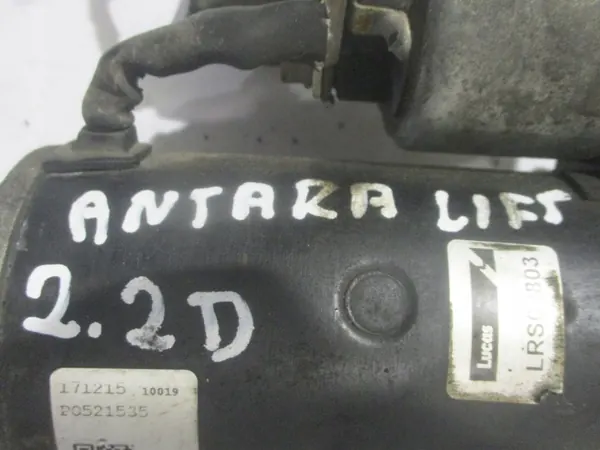 ANTARA LIFT
2.2D
Lucas
171215 10019
P0521535